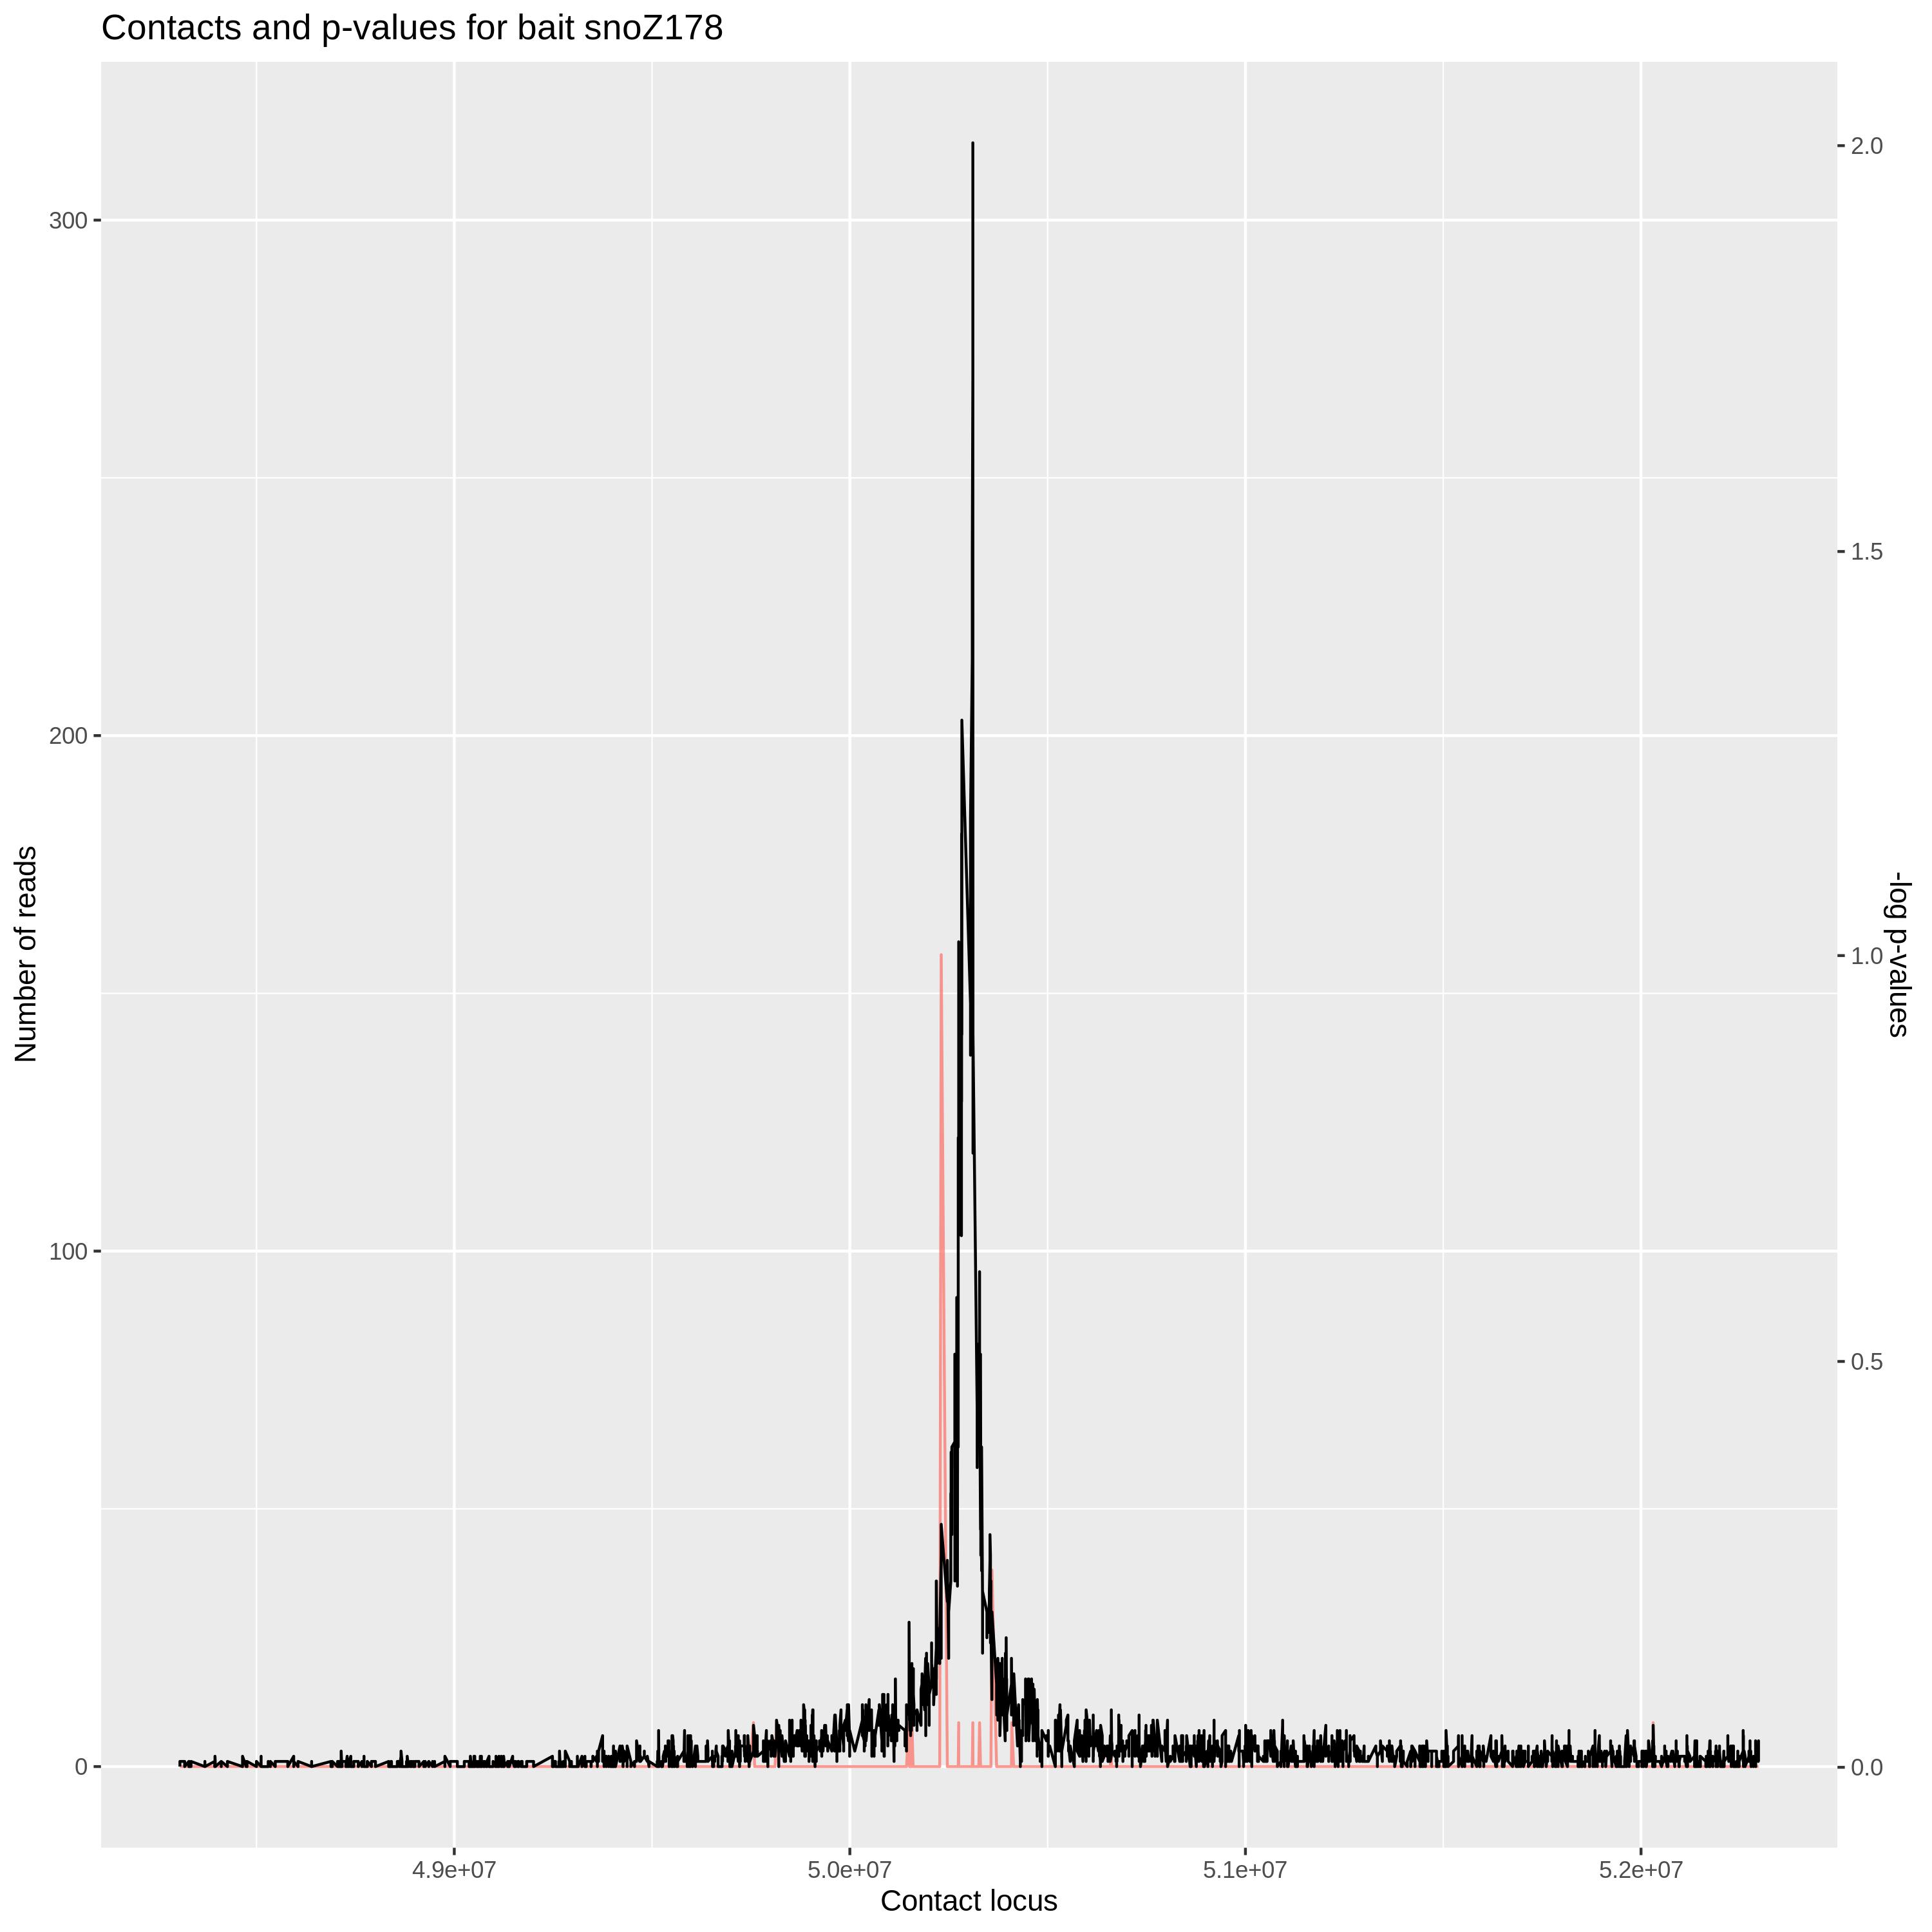 Contacts and p-values for bait snoZ178
300
200
100
0
Number of reads
2.0
1.5
1.0
0.5
0.0
-log p-values
4.9e+07
5.0e+07
5.1e+07
5.2e+07
Contact locus